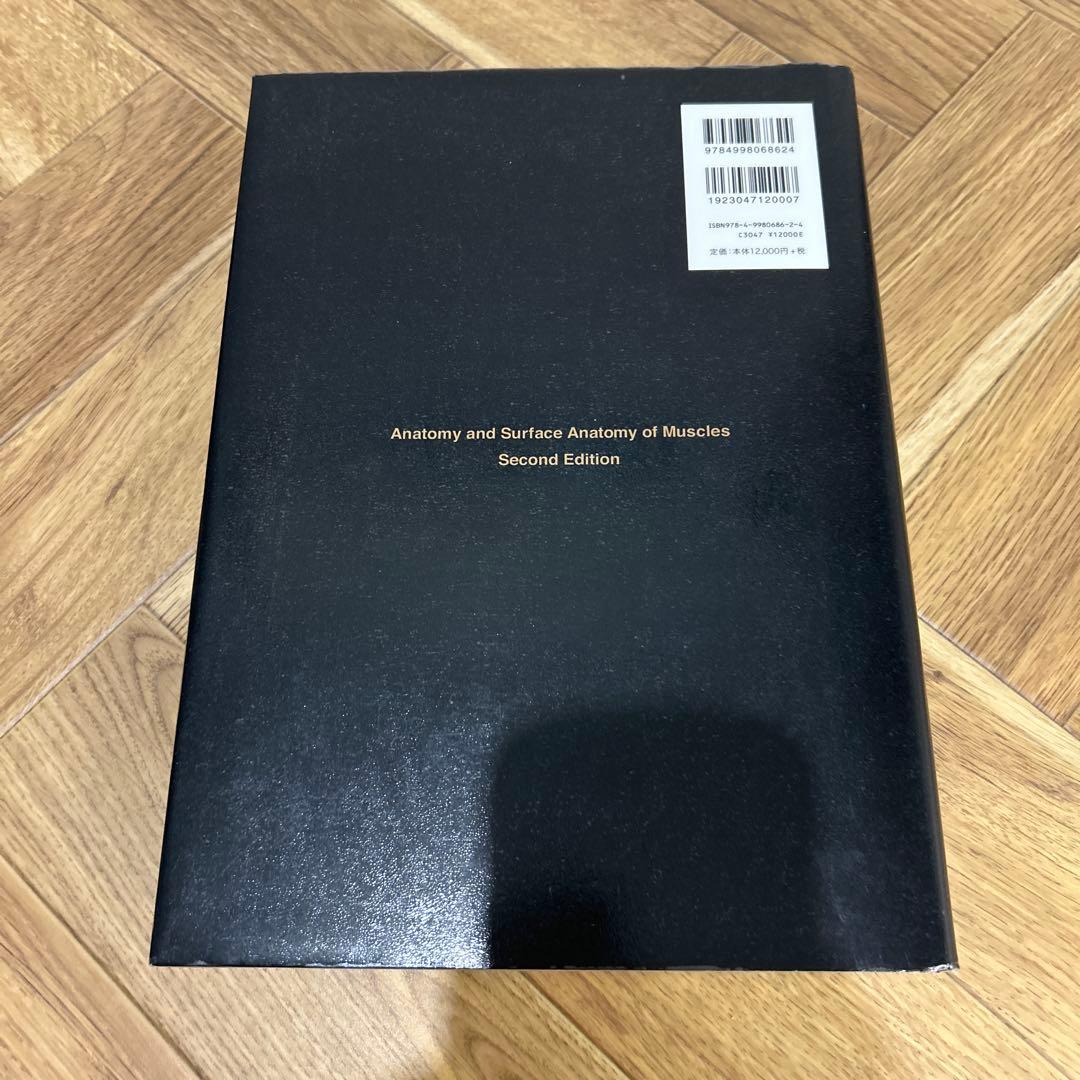 9784998068624
1923047120007
ISBN978-4-9980686-2-4
C3047 ¥12000E
定価:本体12,000円+税
Anatomy and Surface Anatomy of Muscles
Second Edition